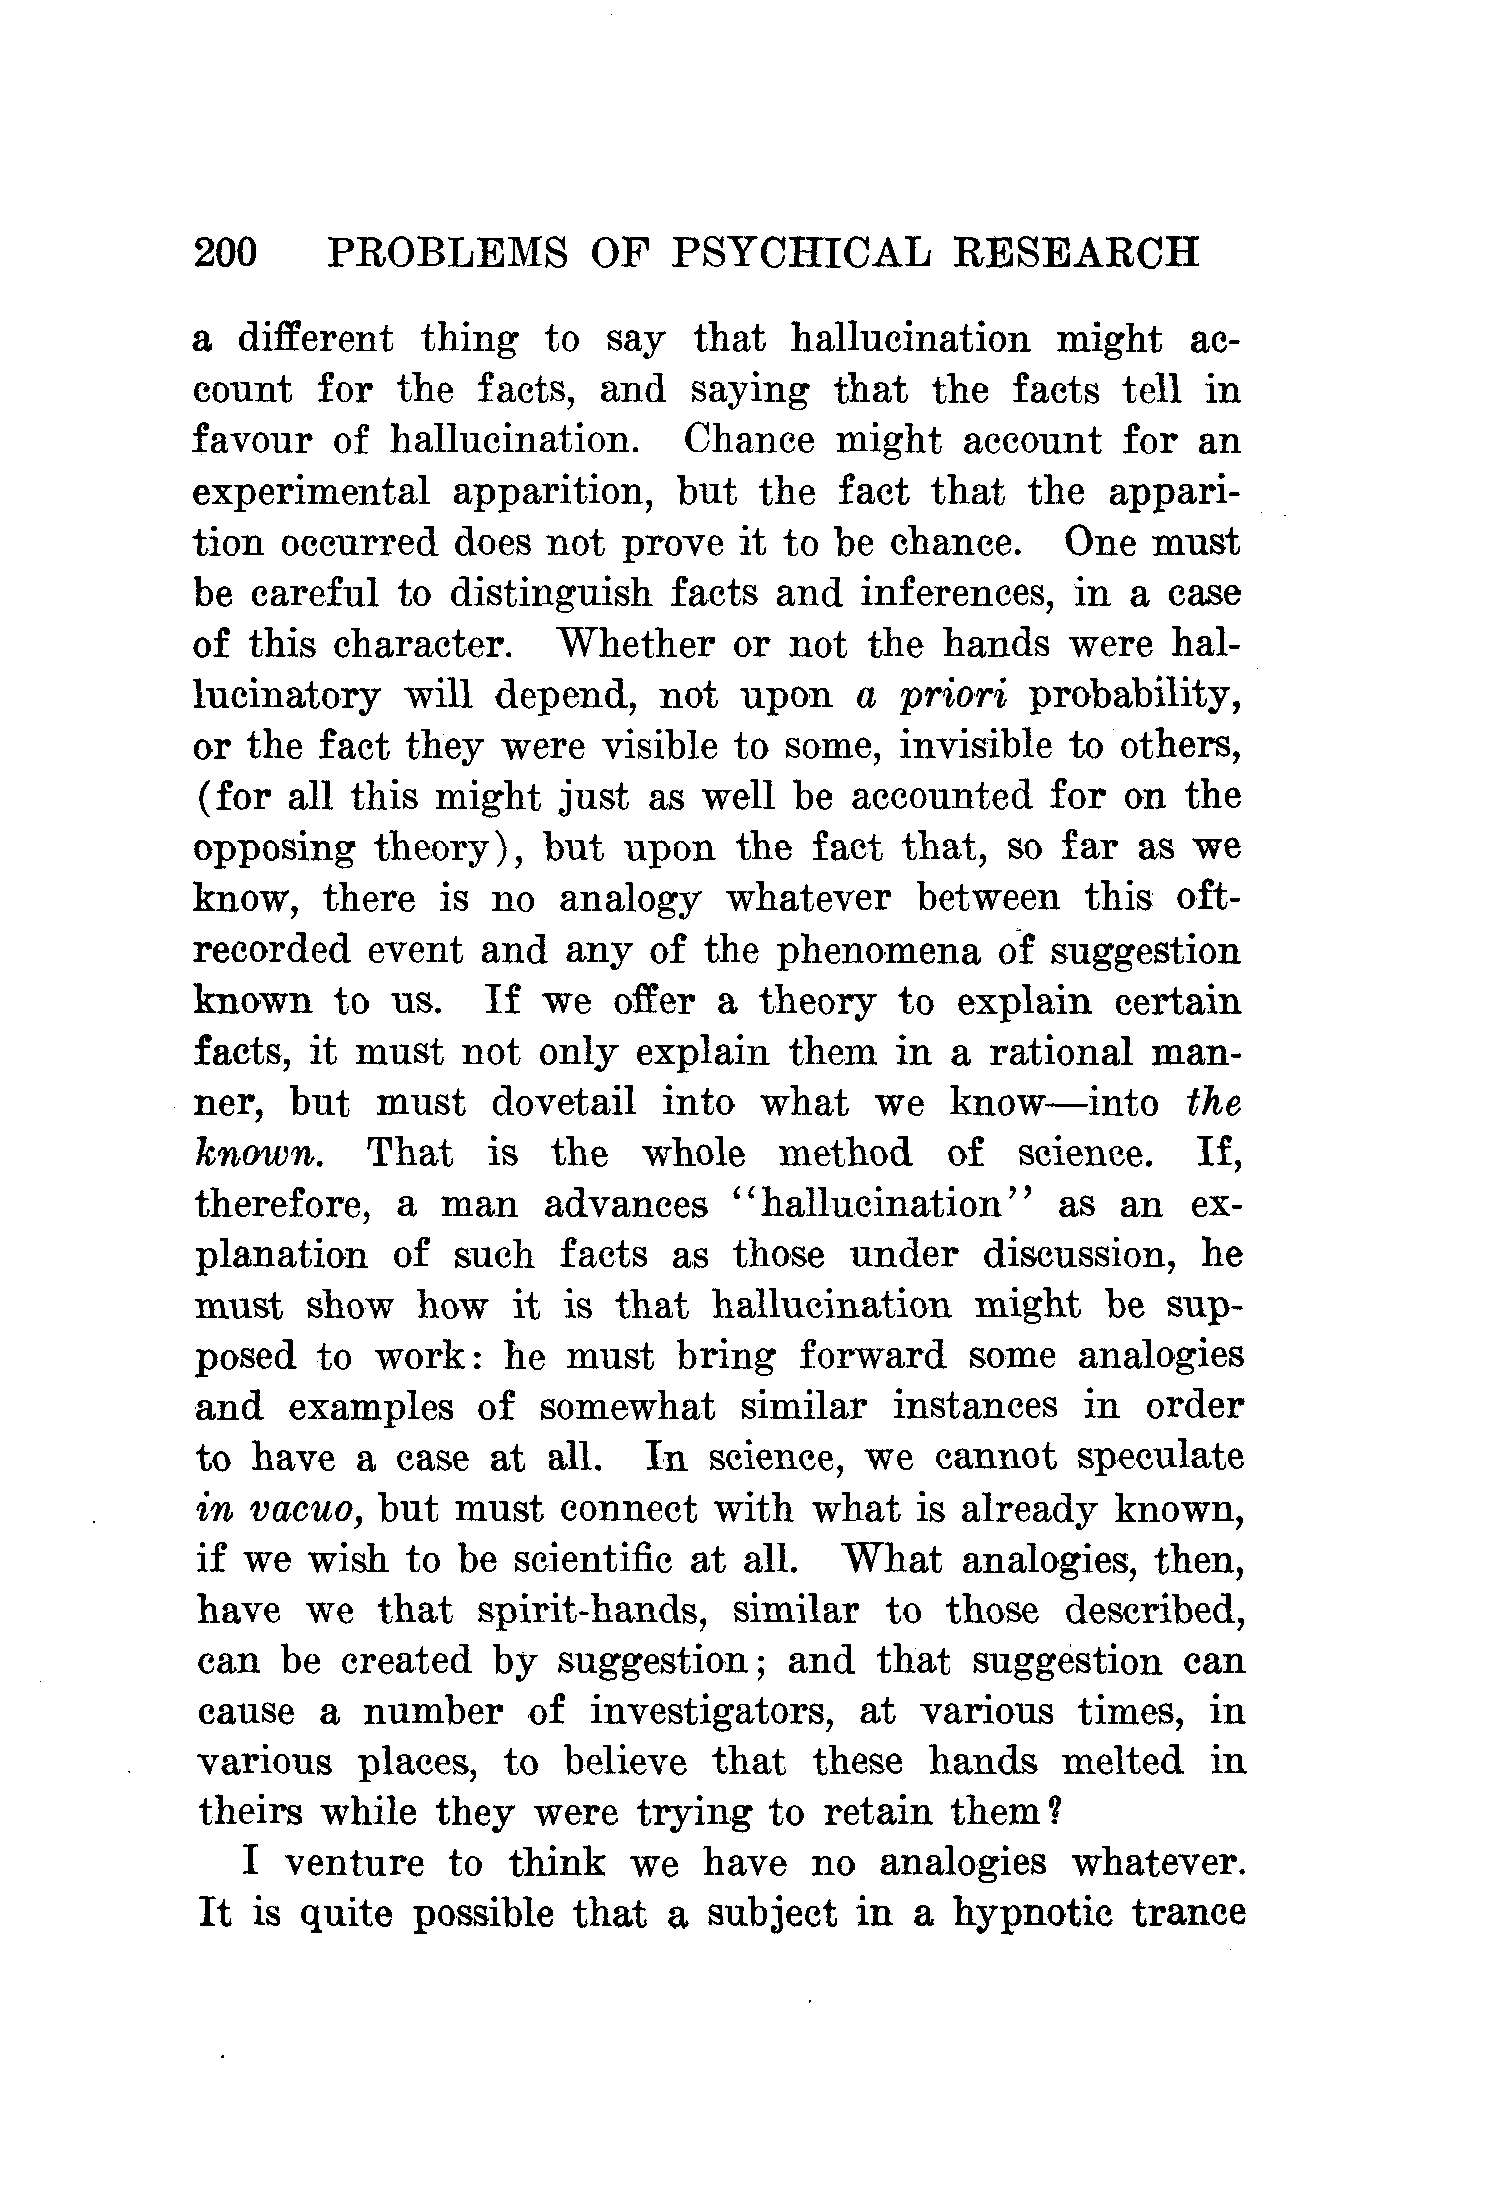 200 PROBLEMS OF PSYCHICAL RESEARCH
a different thing to say that hallucination might ac-
count for the facts, and saying that the facts tell in
favour of hallucination. Chance might account for an
experimental apparition, but the fact that the appari-
tion occurred does not prove it to be chance. One must
be careful to distinguish facts and inferences, in a case
of this character. Whether or not the hands were hal-
lucinatory will depend, not upon a priori probability,
or the fact they were visible to some, invisible to others,
(for all this might just as well be accounted for on the
opposing theory), but upon the fact that, so far as we
know, there is no analogy whatever between this oft-
recorded event and any of the phenomena of suggestion
known to us. If we offer a theory to explain certain
facts, it must not only explain them in a rational man-
ner, but must dovetail into what we know—into the
known. That is the whole method of science. If,
therefore, a man advances "hallucination" as an ex-
planation of such facts as those under discussion, he
must show how it is that hallucination might be sup-
posed to work: he must bring forward some analogies
and examples of somewhat similar instances in order
to have a case at all. In science, we cannot speculate
in vacuo, but must connect with what is already known,
if we wish to be scientific at all. What analogies, then,
have we that spirit-hands, similar to those described,
can be created by suggestion; and that suggestion can
cause a number of investigators, at various times, in
various places, to believe that these hands melted in
theirs while they were trying to retain them?
I venture to think we have no analogies whatever.
It is quite possible that a subject in a hypnotic trance